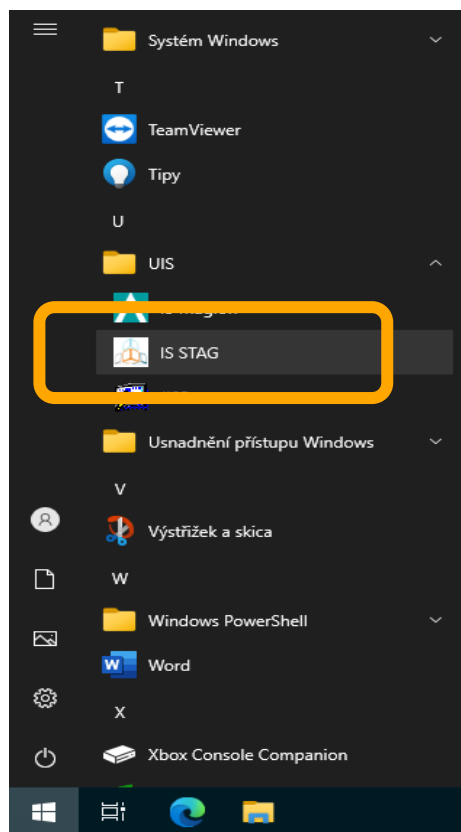 Systém Windows
T
TeamViewer
Tipy
U
UIS
IS STAG
Usnadnění přístupu Windows
V
Výstřižek a skica
W
Windows PowerShell
W Word
X
Xbox Console Companion